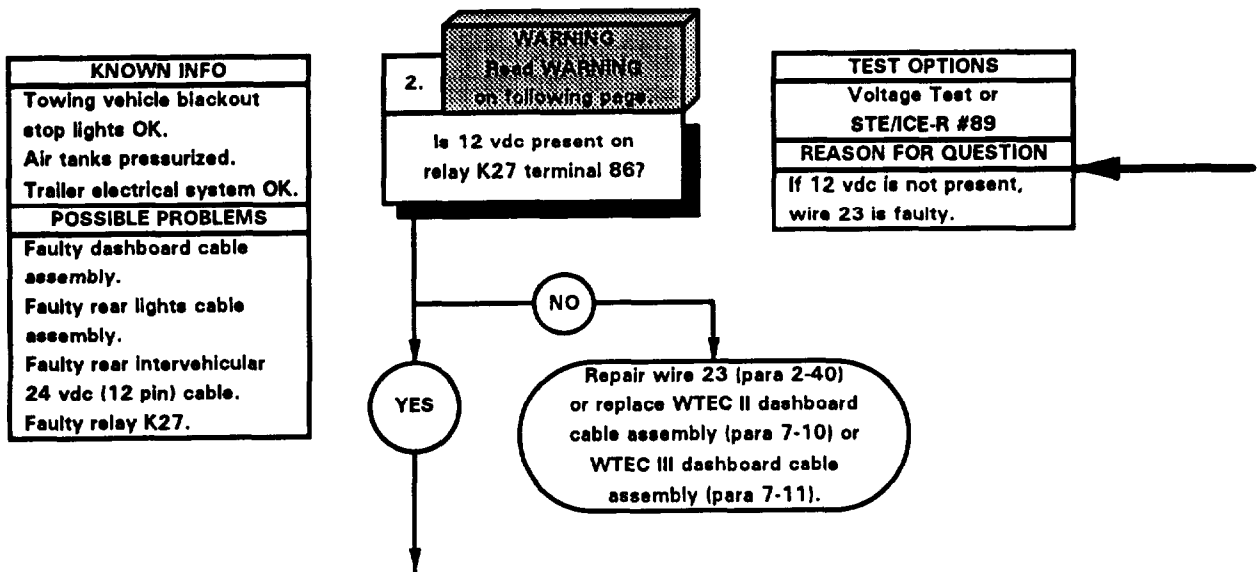 KNOWN INFO
Towing vehicle blackout
stop lights OK.
Air tanks pressurized.
Trailer electrical system OK.
POSSIBLE PROBLEMS
Faulty dashboard cable
assembly.
Faulty rear lights cable
assembly.
Faulty rear intervehicular
24 vdc (12 pin) cable.
Faulty relay K27.
2.
WARNING
Read WARNING
on following page.
Is 12 vdc present on
relay K27 terminal 86?
TEST OPTIONS
Voltage Test or
STE/ICE-R #89
REASON FOR QUESTION
If 12 vdc is not present,
wire 23 is faulty.
NO
YES
Repair wire 23 (para 2-40)
or replace WTEC II dashboard
cable assembly (para 7-10) or
WTEC III dashboard cable
assembly (para 7-11).